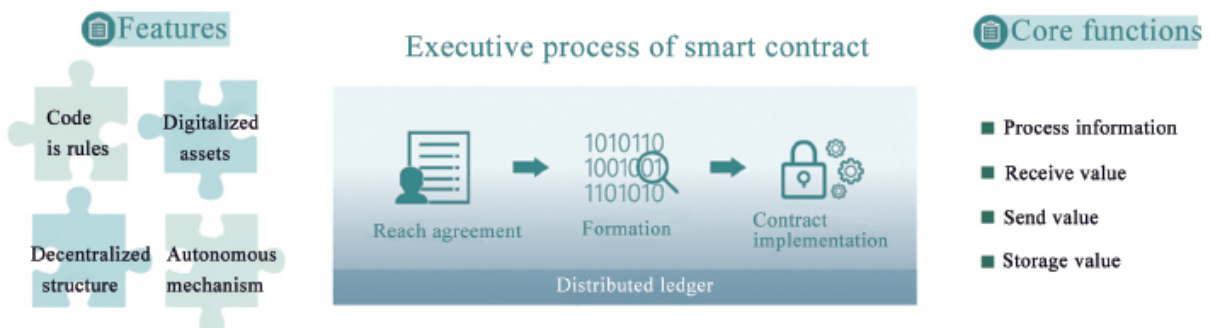 Features
Code
is rules
Digitalized
assets
Decentralized
structure
Autonomous
mechanism
Executive process of smart contract
1010110
1001001
1101010
Reach agreement
Formation
Contract
implementation
Distributed ledger
Core functions
Process information
Receive value
Send value
Storage value